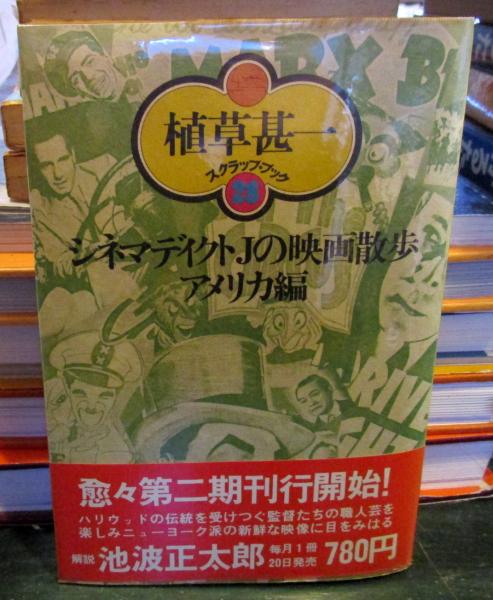 MARK B
植草甚一
スクラップ・ブック
25
シネマディクトJの映画散歩
アメリカ編
RIVE
愈々第二期刊行開始!
ハリウッドの伝統を受けつぐ監督たちの職人芸を
楽しみニューヨーク派の新鮮な映像に目をみはる
解説 池波正太郎 毎月1冊 20日発売 780円